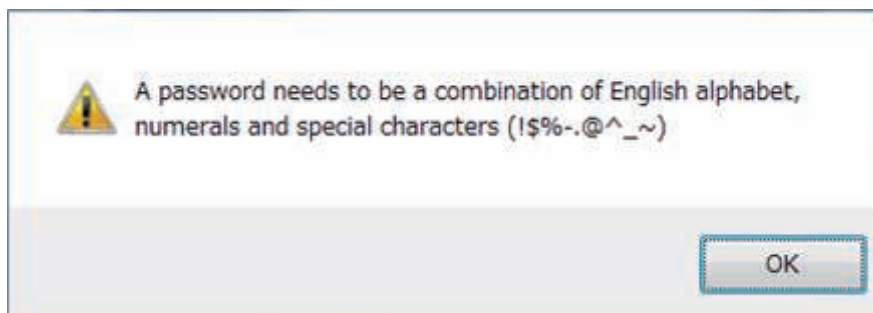 A password needs to be a combination of English alphabet,
numerals and special characters (!$%-.@^_~)
OK